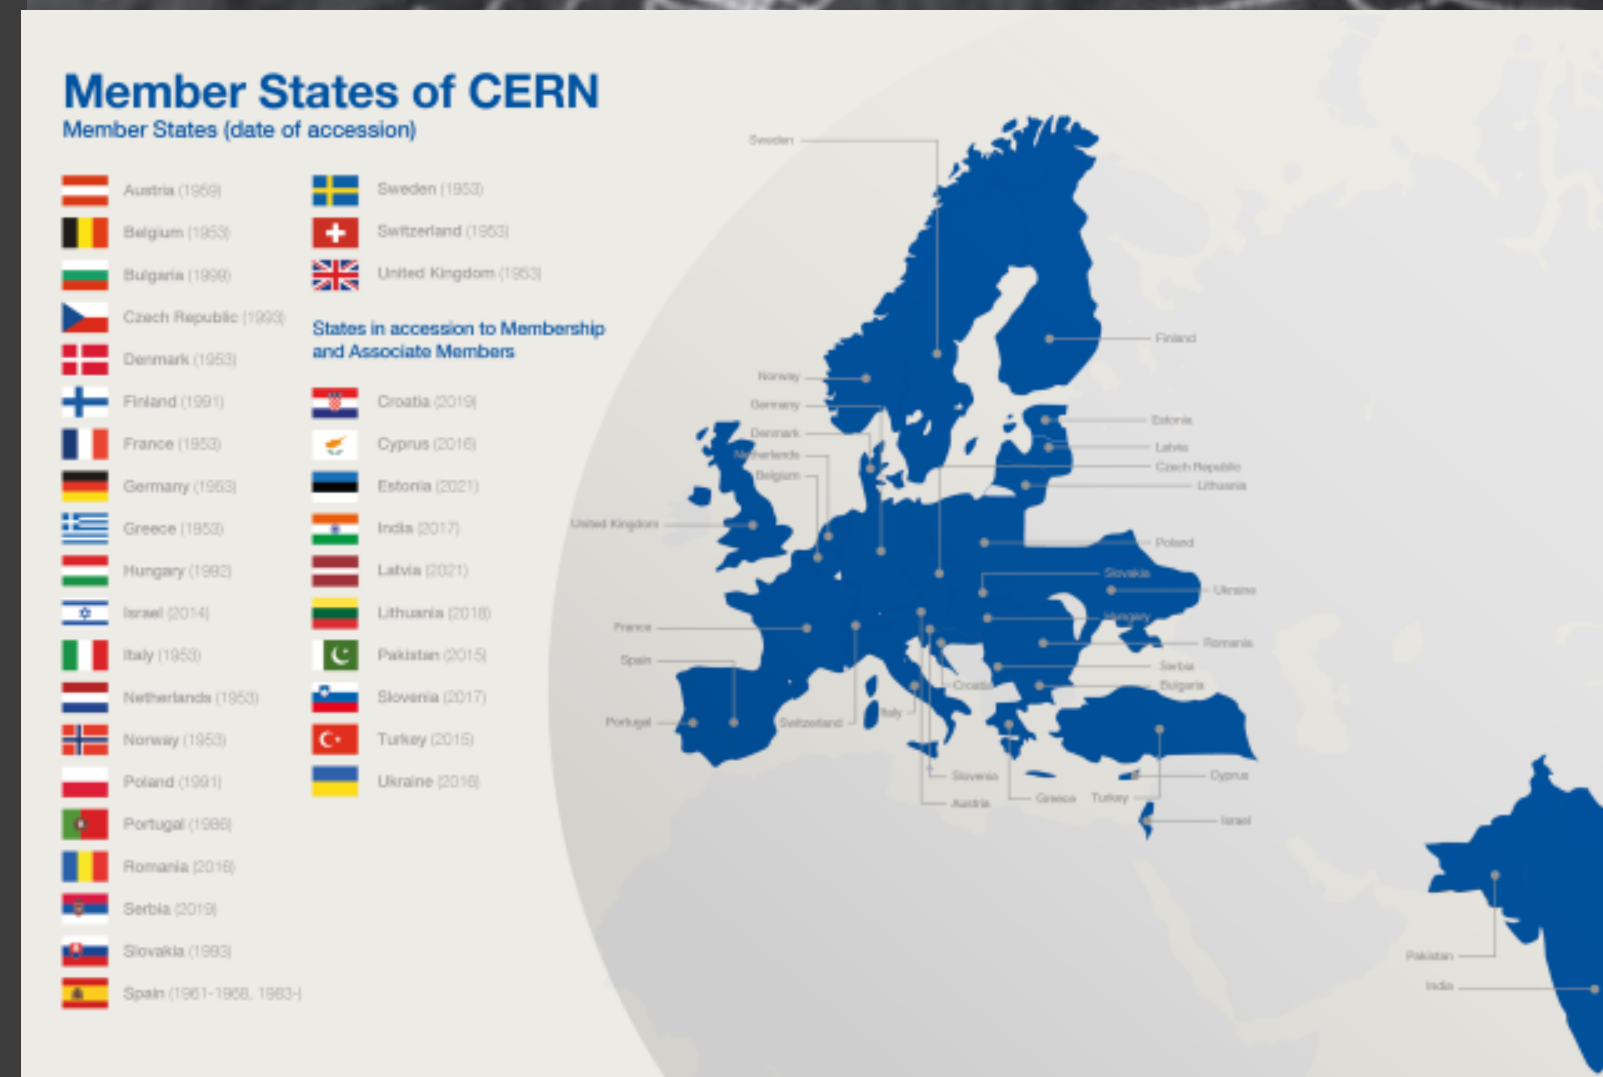 Member States of CERN
Member States (date of accession)
Austria (1959)
Belgium (1953)
Bulgaria (1999)
Czech Republic (1993)
Denmark (1953)
Finland (1991)
France (1953)
Germany (1953)
Greece (1953)
Hungary (1992)
Israel (2014)
Italy (1953)
Netherlands (1953)
Norway (1953)
Poland (1991)
Portugal (1986)
Romania (2016)
Serbia (2019)
Slovakia (1993)
Spain (1961-1968, 1983-)
Sweden (1953)
Switzerland (1953)
United Kingdom (1953)
States in accession to Membership
and Associate Members
Croatia (2019)
Cyprus (2016)
Estonia (2021)
India (2017)
Latvia (2021)
Lithuania (2018)
Pakistan (2015)
Slovenia (2017)
Turkey (2015)
Ukraine (2016)
Sweden
Finland
Norway
Germany
Estonia
Denmark
Latvia
Netherlands
Czech Republic
Belgium
Lithuania
United Kingdom
Poland
Slovakia
Ukraine
Hungary
France
Romania
Spain
Serbia
Croatia
Bulgaria
Italy
Portugal
Switzerland
Slovenia
Cyprus
Austria
Greece
Turkey
Israel
Pakistan
India